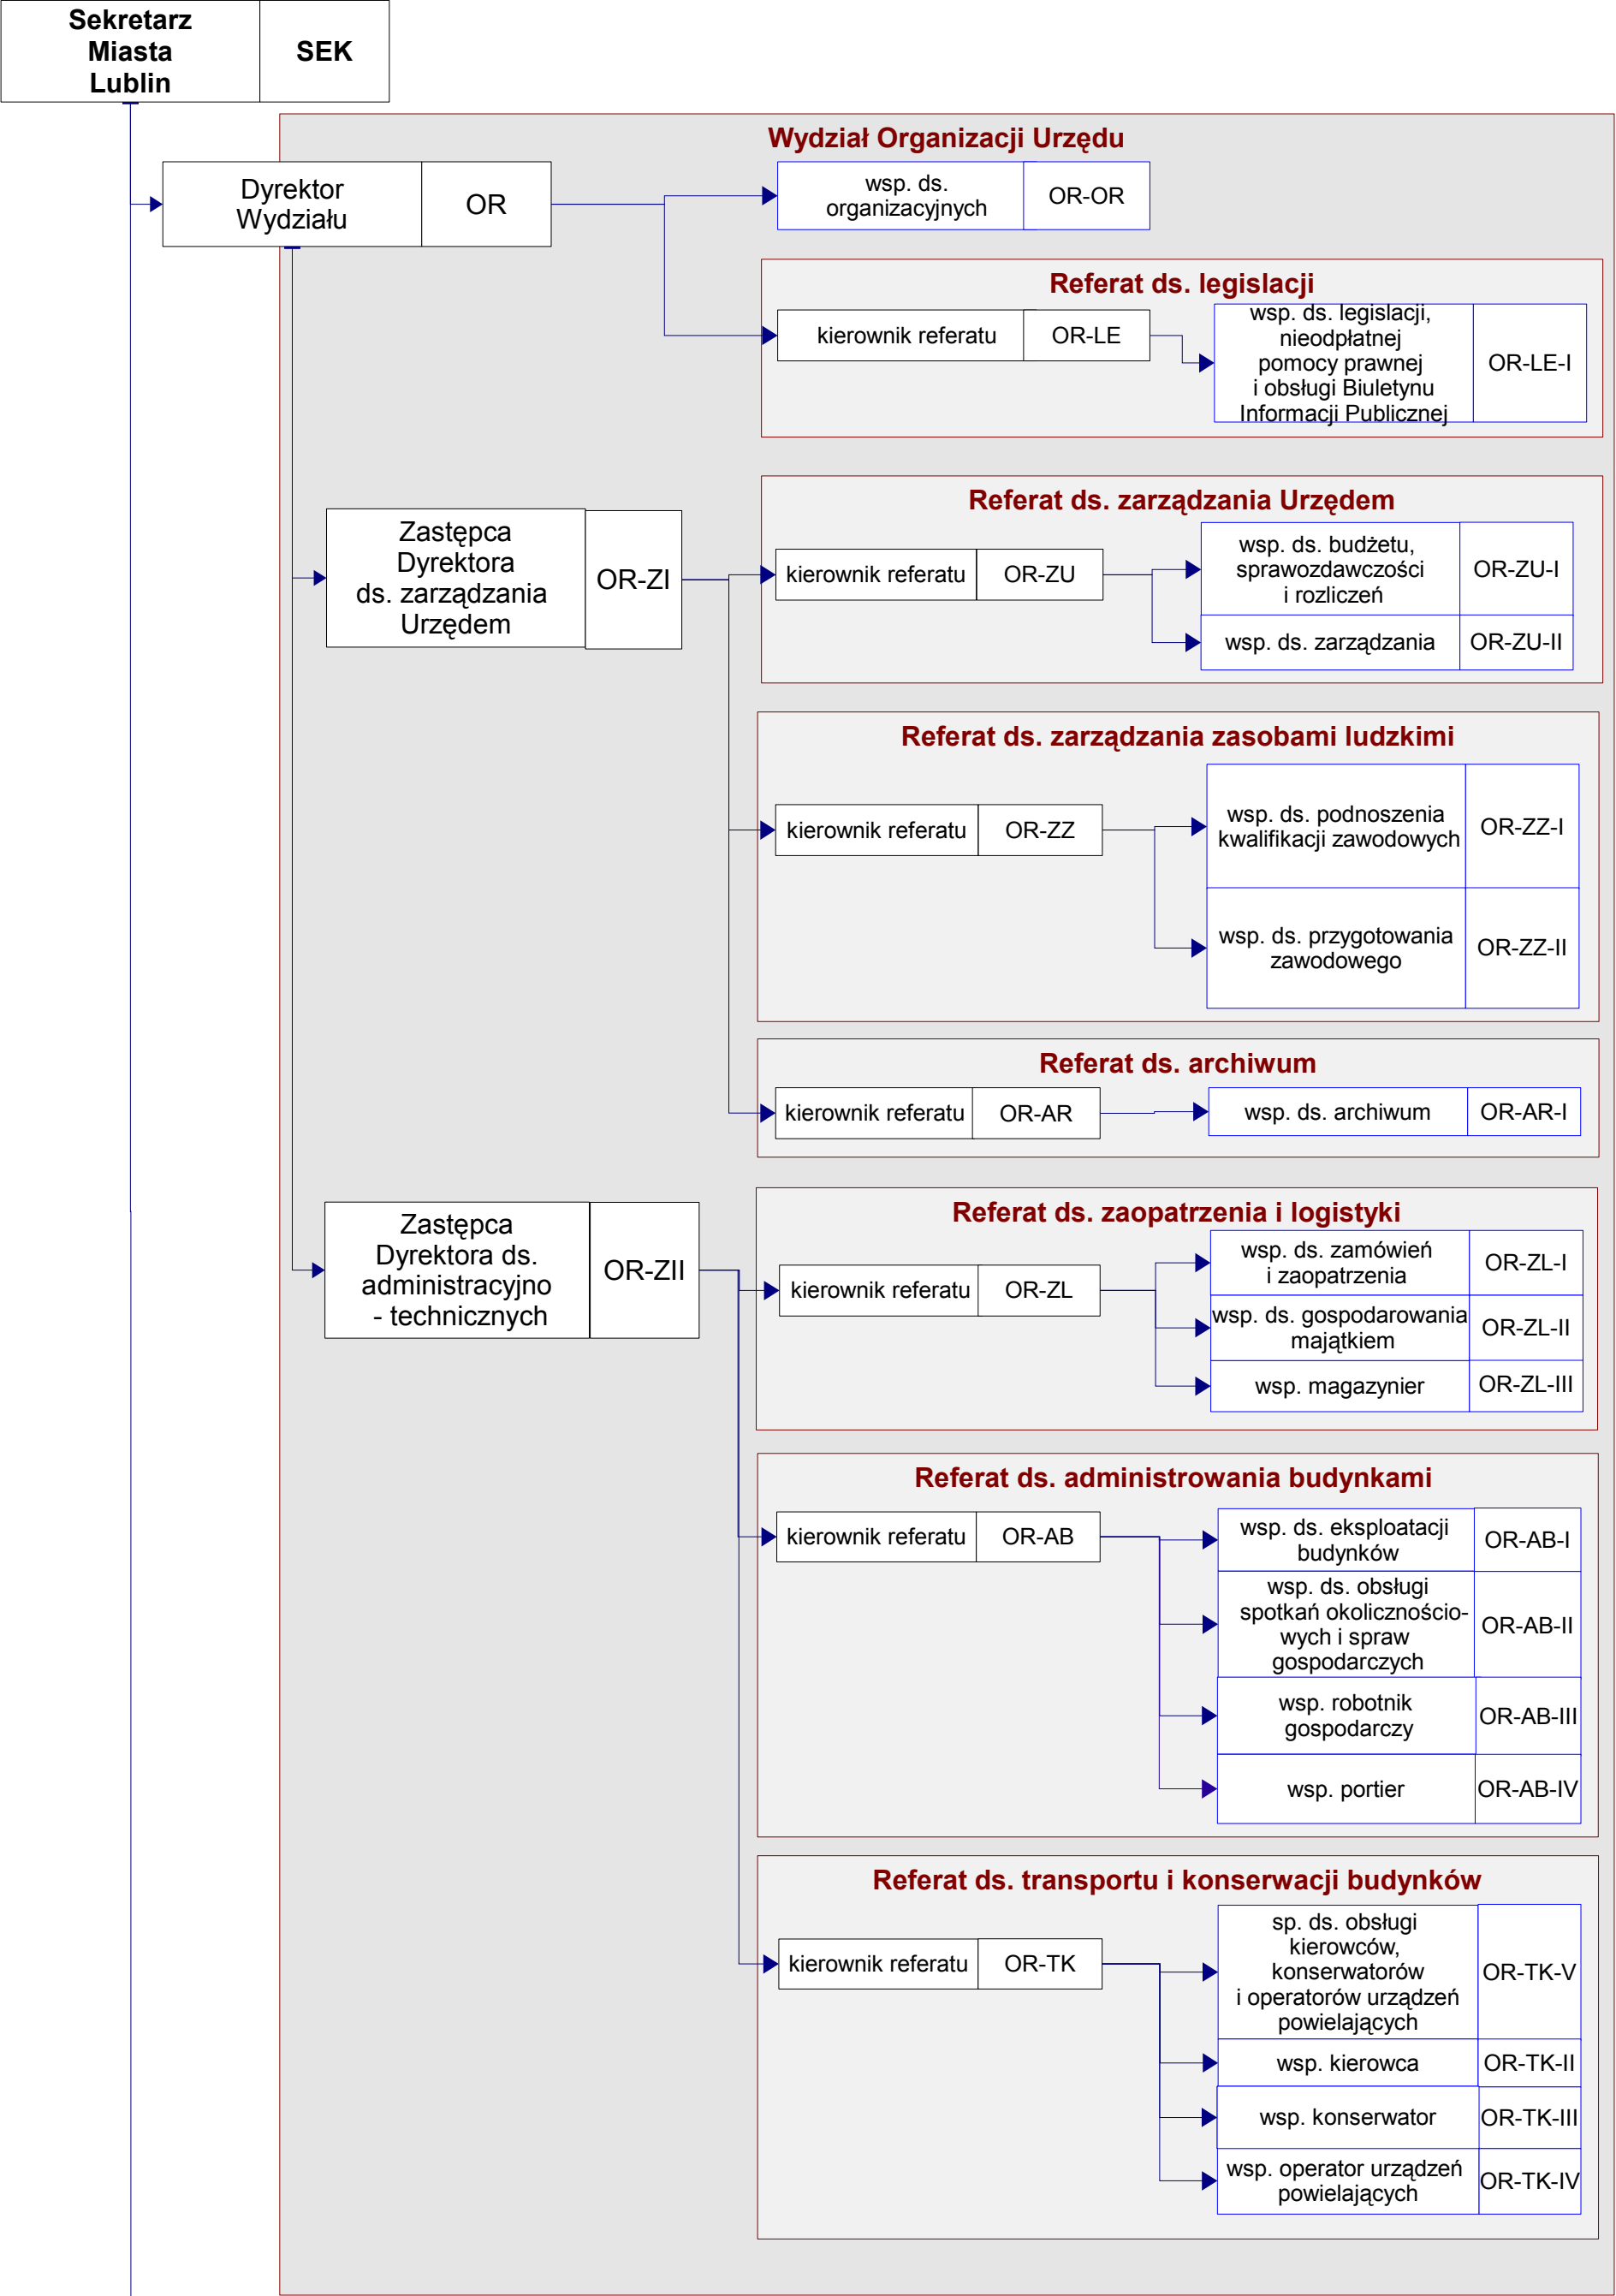 Sekretarz
Miasta
Lublin
SEK
Wydział Organizacji Urzędu
Dyrektor
Wydziału
OR
wsp. ds.
organizacyjnych
OR-OR
Referat ds. legislacji
kierownik referatu
OR-LE
wsp. ds. legislacji,
nieodpłatnej
pomocy prawnej
i obsługi Biuletynu
Informacji Publicznej
OR-LE-I
Zastępca
Dyrektora
ds. zarządzania
Urzędem
OR-ZI
Referat ds. zarządzania Urzędem
kierownik referatu
OR-ZU
wsp. ds. budżetu,
sprawozdawczości
i rozliczeń
OR-ZU-I
wsp. ds. zarządzania
OR-ZU-II
Referat ds. zarządzania zasobami ludzkimi
kierownik referatu
OR-ZZ
wsp. ds. podnoszenia
kwalifikacji zawodowych
OR-ZZ-I
wsp. ds. przygotowania
zawodowego
OR-ZZ-II
Referat ds. archiwum
kierownik referatu
OR-AR
wsp. ds. archiwum
OR-AR-I
Zastępca
Dyrektora ds.
administracyjno
- technicznych
OR-ZII
Referat ds. zaopatrzenia i logistyki
kierownik referatu
OR-ZL
wsp. ds. zamówień
i zaopatrzenia
OR-ZL-I
wsp. ds. gospodarowania
majątkiem
OR-ZL-II
wsp. magazynier
OR-ZL-III
Referat ds. administrowania budynkami
kierownik referatu
OR-AB
wsp. ds. eksploatacji
budynków
OR-AB-I
wsp. ds. obsługi
spotkań okolicznościo-
wych i spraw
gospodarczych
OR-AB-II
wsp. robotnik
gospodarczy
OR-AB-III
wsp. portier
OR-AB-IV
Referat ds. transportu i konserwacji budynków
kierownik referatu
OR-TK
sp. ds. obsługi
kierowców,
konserwatorów
i operatorów urządzeń
powielających
OR-TK-V
wsp. kierowca
OR-TK-II
wsp. konserwator
OR-TK-III
wsp. operator urządzeń
powielających
OR-TK-IV